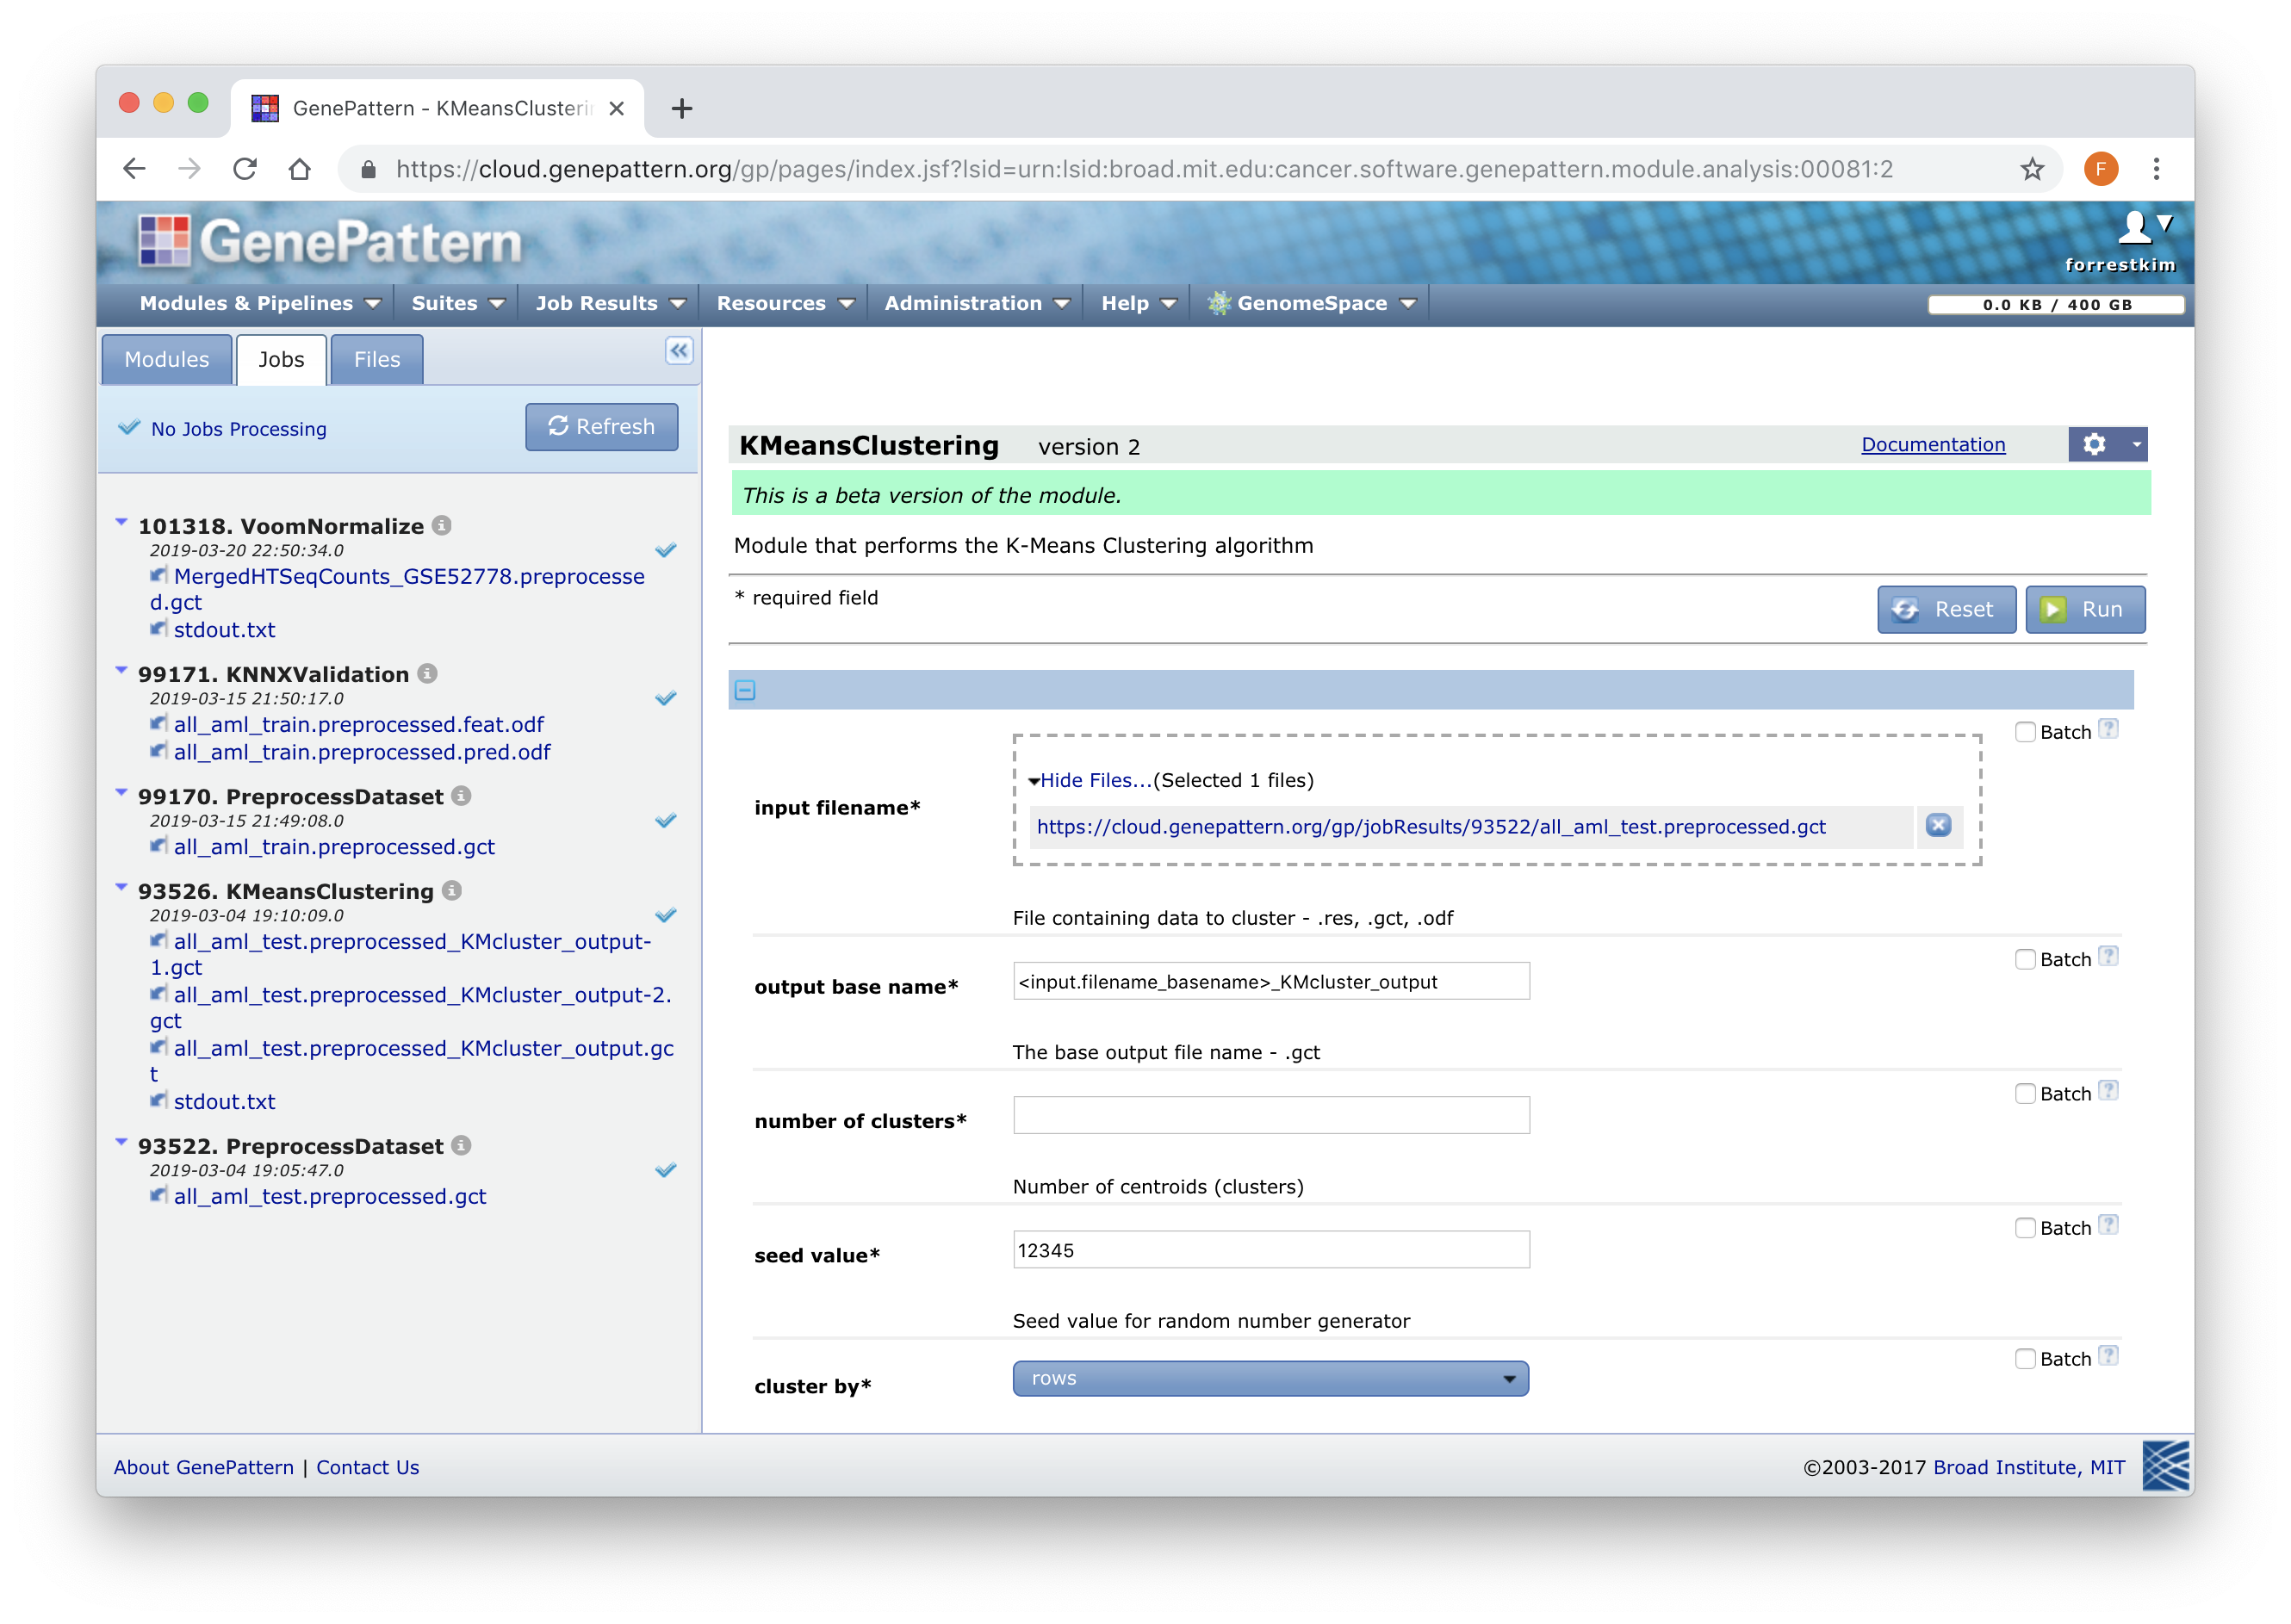 GenePattern - KMeansClusteri
https://cloud.genepattern.org/gp/pages/index.jsf?lsid=urn:lsid:broad.mit.edu:cancer.software.genepattern.module.analysis:00081:2
F
GenePattern
forrestkim
Modules & Pipelines
Suites
Job Results
Resources
Administration
Help
GenomeSpace
0.0 KB / 400 GB
Modules
Jobs
Files
No Jobs Processing
Refresh
101318. VoomNormalize
2019-03-20 22:50:34.0
MergedHTSeqCounts_GSE52778.preprocesse
d.gct
stdout.txt
99171. KNNXValidation
2019-03-15 21:50:17.0
all_aml_train.preprocessed.feat.odf
all_aml_train.preprocessed.pred.odf
99170. PreprocessDataset
2019-03-15 21:49:08.0
all_aml_train.preprocessed.gct
93526. KMeansClustering
2019-03-04 19:10:09.0
all_aml_test.preprocessed_KMcluster_output-
1.gct
all_aml_test.preprocessed_KMcluster_output-2.
gct
all_aml_test.preprocessed_KMcluster_output.gc
t
stdout.txt
93522. PreprocessDataset
2019-03-04 19:05:47.0
all_aml_test.preprocessed.gct
KMeansClustering version 2
Documentation
This is a beta version of the module.
Module that performs the K-Means Clustering algorithm
* required field
Reset
Run
input filename*
Hide Files...(Selected 1 files)
https://cloud.genepattern.org/gp/jobResults/93522/all_aml_test.preprocessed.gct
Batch ?
File containing data to cluster - .res, .gct, .odf
output base name*
<input.filename_basename>_KMcluster_output
Batch ?
The base output file name - .gct
number of clusters*
Batch ?
Number of centroids (clusters)
seed value*
12345
Batch ?
Seed value for random number generator
cluster by*
rows
Batch ?
About GenePattern | Contact Us
©2003-2017 Broad Institute, MIT